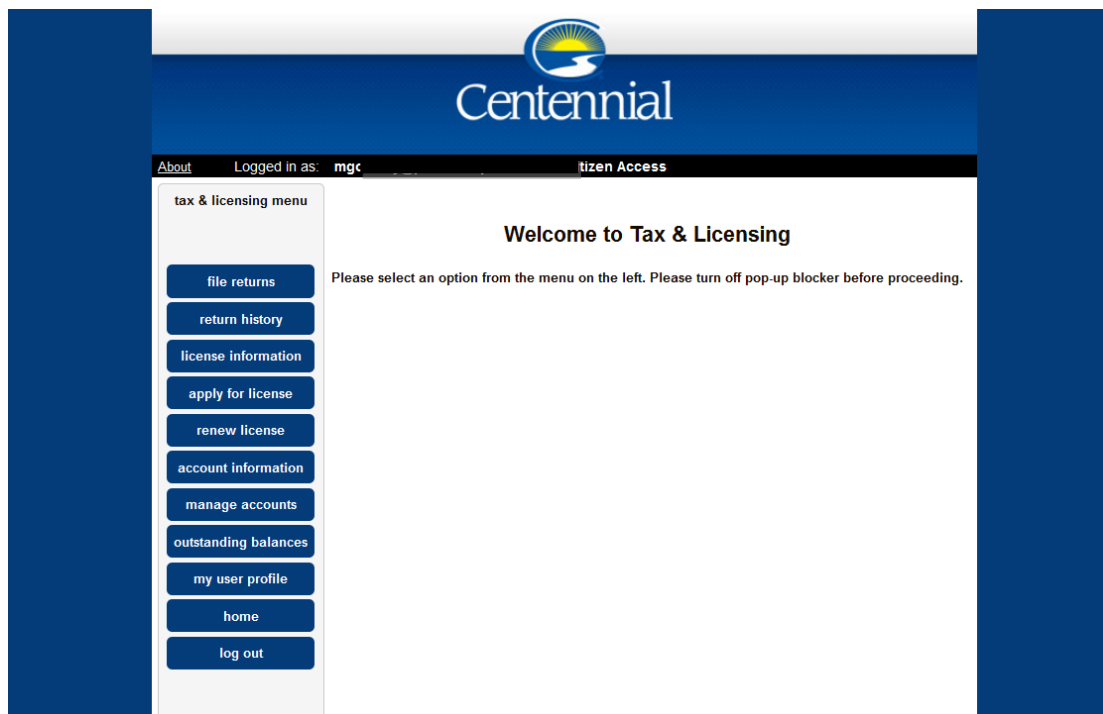 Centennial
About Logged in as: mgc tizen Access
tax & licensing menu
Welcome to Tax & Licensing
Please select an option from the menu on the left. Please turn off pop-up blocker before proceeding.
file returns
return history
license information
apply for license
renew license
account information
manage accounts
outstanding balances
my user profile
home
log out